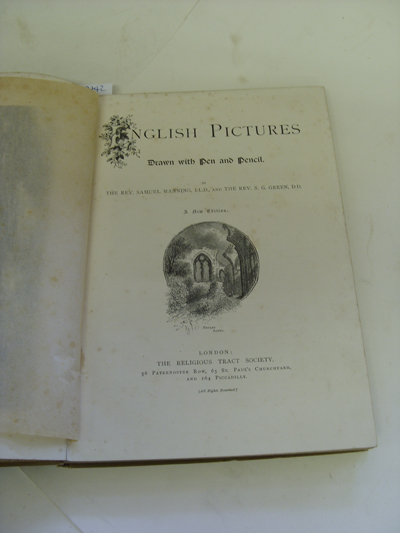 English Pictures
Drawn with Pen and Pencil.
BY
THE REV. SAMUEL MANNING, LL.D., AND THE REV. S. G. GREEN, D.D.
A New Edition.
LONDON:
THE RELIGIOUS TRACT SOCIETY,
56 Paternoster Row, 65 St. Paul's Churchyard,
and 164 Piccadilly.
[All Rights Reserved]